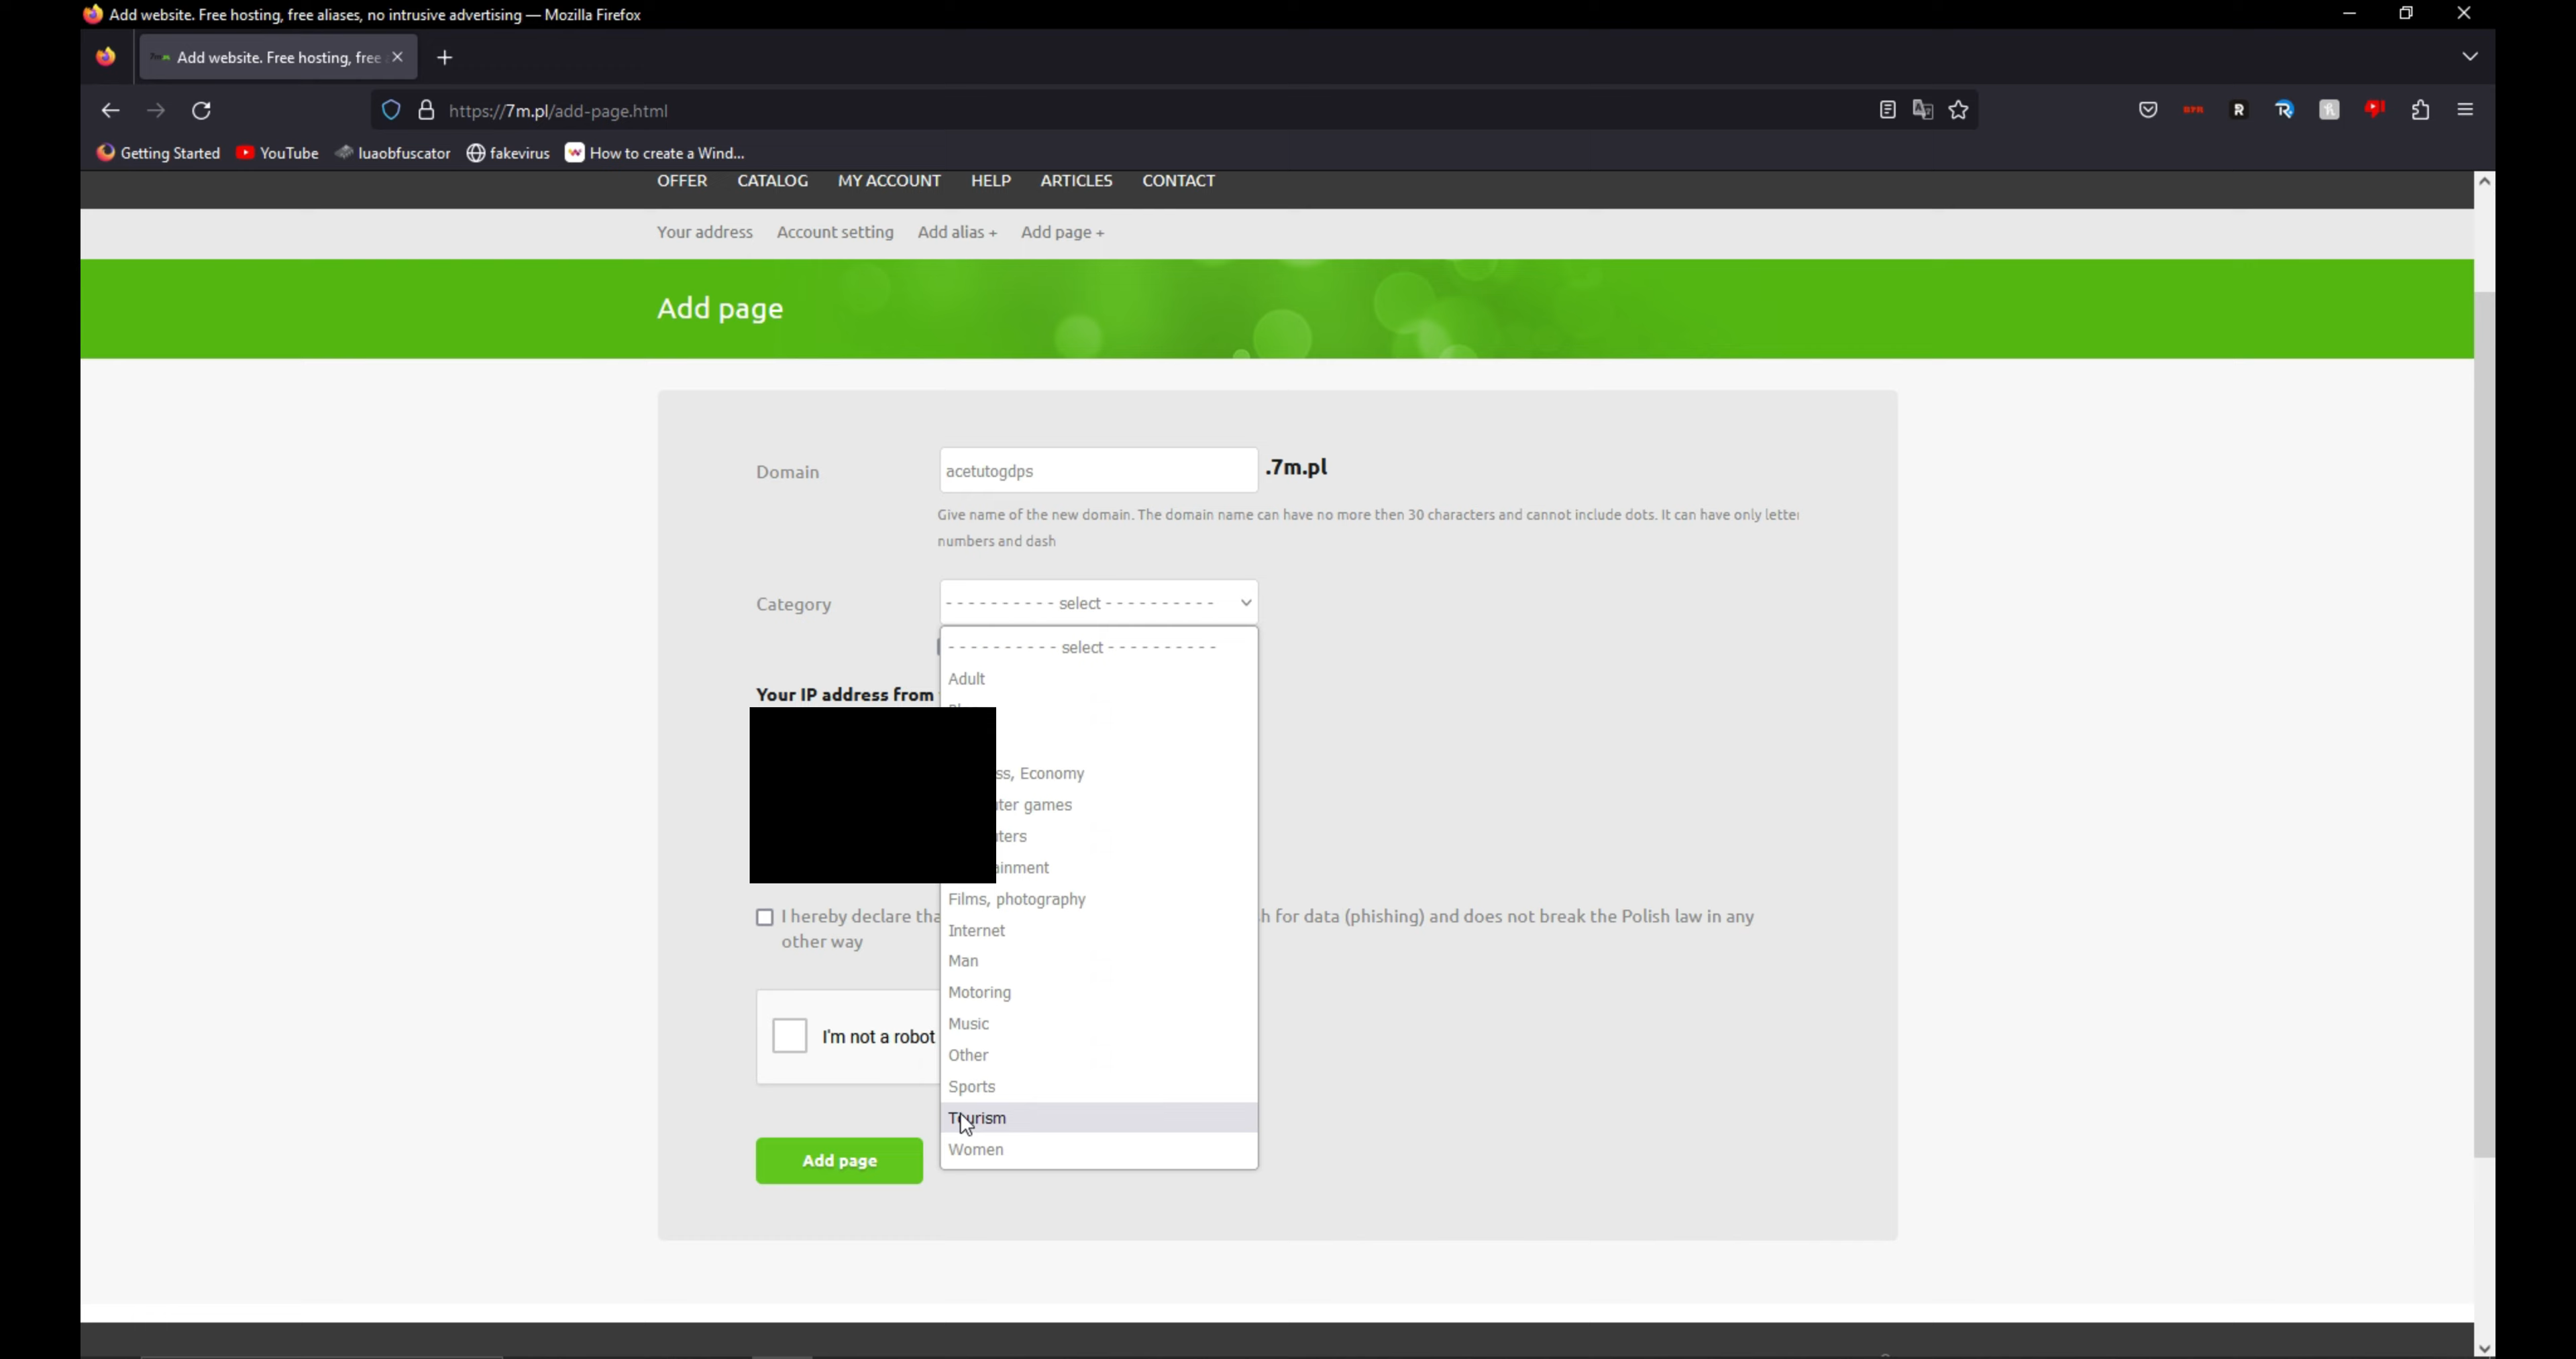 Add website. Free hosting, free aliases, no intrusive advertising — Mozilla Firefox
Add website. Free hosting, free
https://7m.pl/add-page.html
Getting Started YouTube luaobfuscator fakevirus How to create a Wind...
OFFER CATALOG MY ACCOUNT HELP ARTICLES CONTACT
Your address Account setting Add alias + Add page +
Add page
Domain acetutogdps .7m.pl
Give name of the new domain. The domain name can have no more then 30 characters and cannot include dots. It can have only letter
numbers and dash
Category - - - - - - - - - - select - - - - - - - - - -
- - - - - - - - - - select - - - - - - - - - -
Adult
Your IP address from
ss, Economy
ter games
ters
ainment
Films, photography
I hereby declare tha h for data (phishing) and does not break the Polish law in any
other way
Internet
Man
Motoring
Music
I'm not a robot
Other
Sports
Tourism
Women
Add page